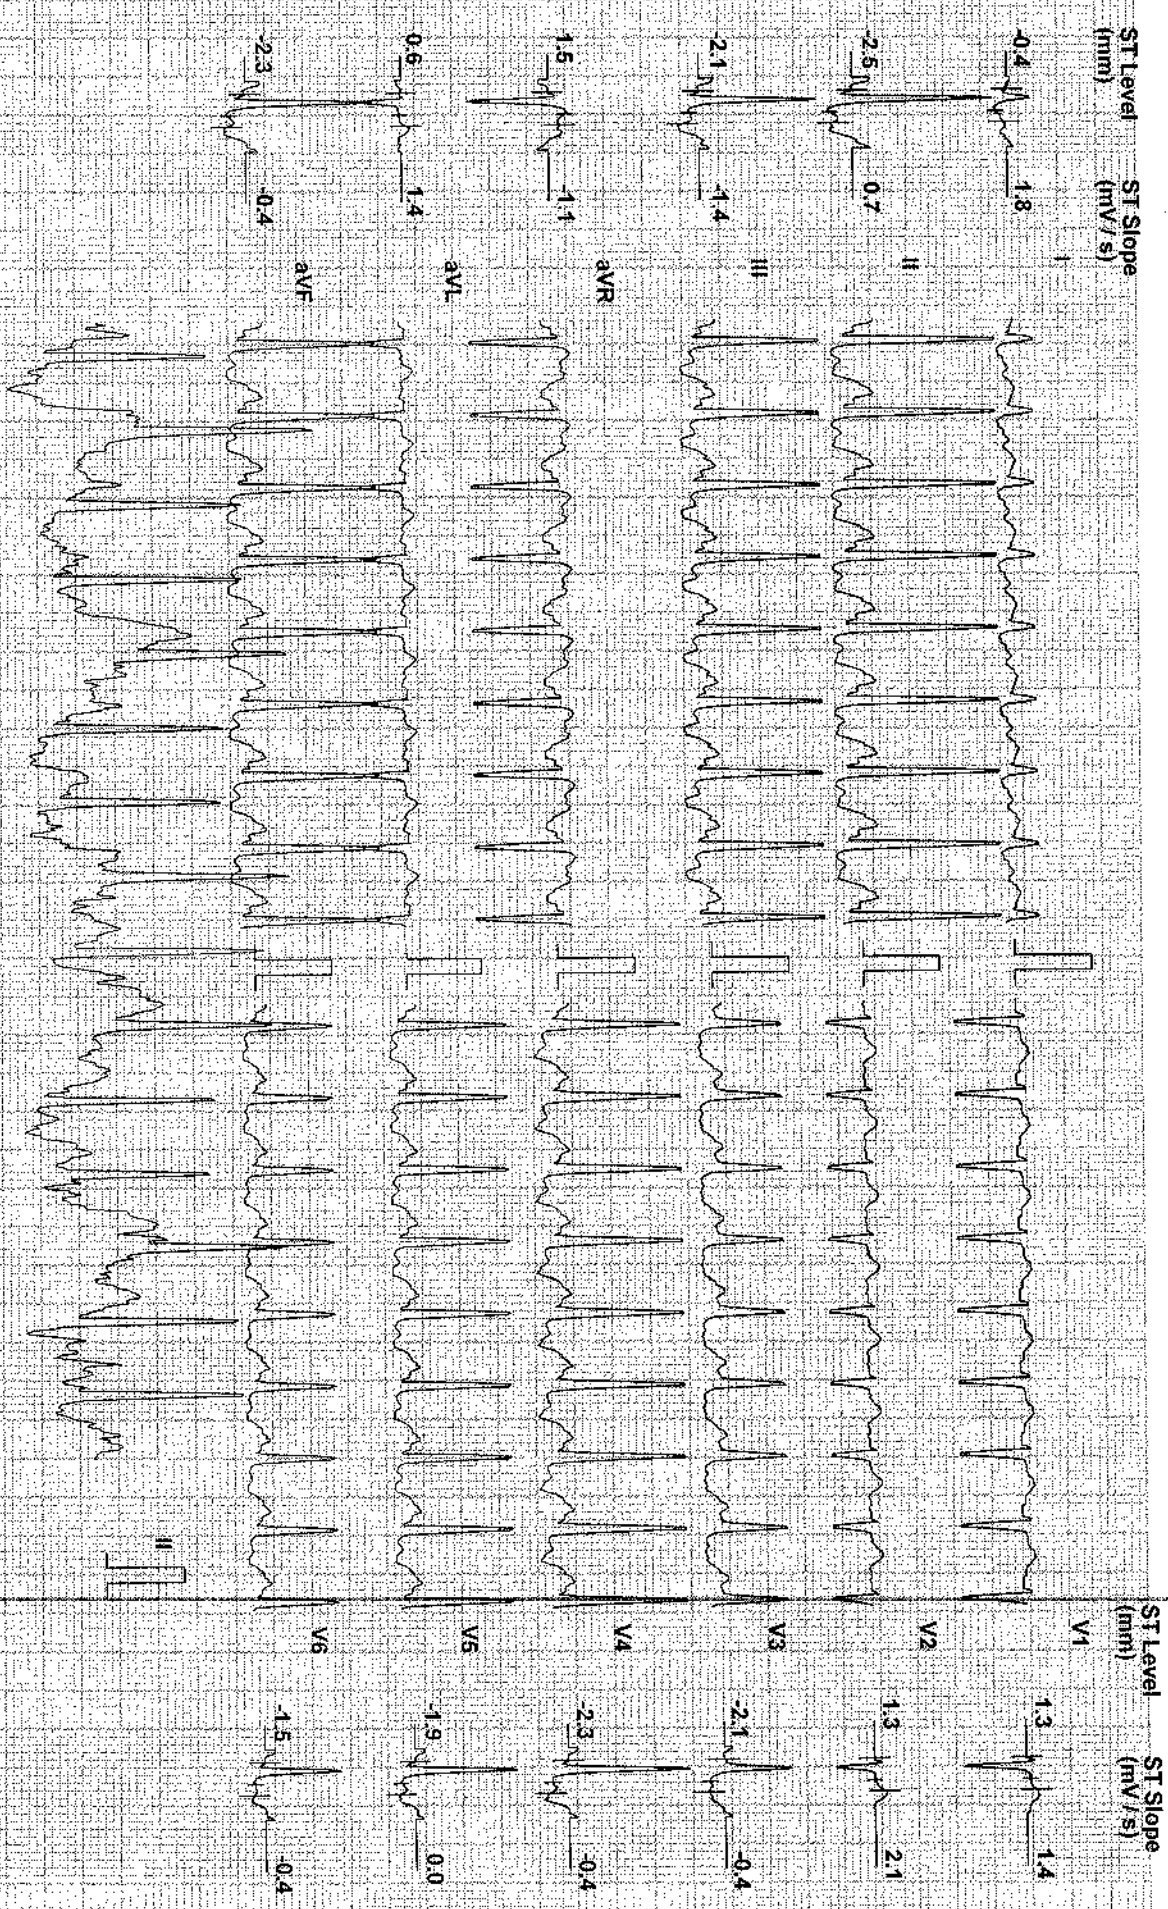 ST Level ST Slope ST Level ST Slope
(mm) (mV / s) (mm) (mV / s)
I V1
-0.4 1.8 1.3 1.4
II V2
-2.5 0.7 1.3 2.1
III V3
-2.1 -1.4 -2.1 -0.4
aVR V4
1.5 -1.1 -2.3 -0.4
aVL V5
0.6 1.4 -1.9 0.0
aVF V6
-2.3 -0.4 -1.5 -0.4
II